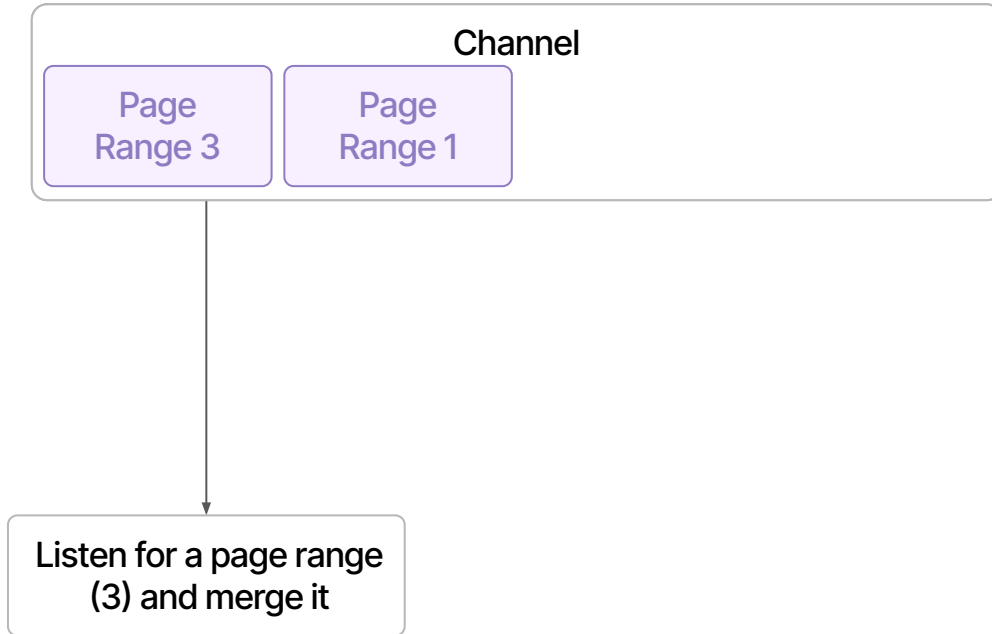 Channel
Page
Range 3
Page
Range 1
Listen for a page range
(3) and merge it